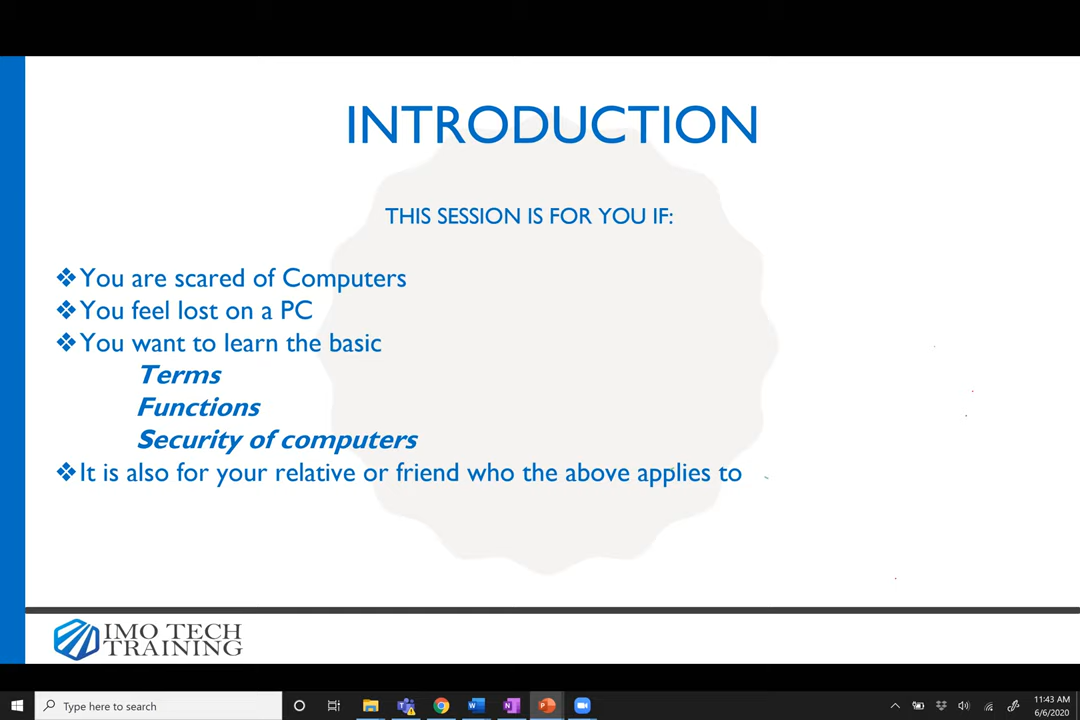 INTRODUCTION
THIS SESSION IS FOR YOU IF:
❖You are scared of Computers
❖You feel lost on a PC
❖You want to learn the basic
Terms
Functions
Security of computers
❖It is also for your relative or friend who the above applies to
IMO TECH
TRAINING
Type here to search
11:43 AM
6/6/2020